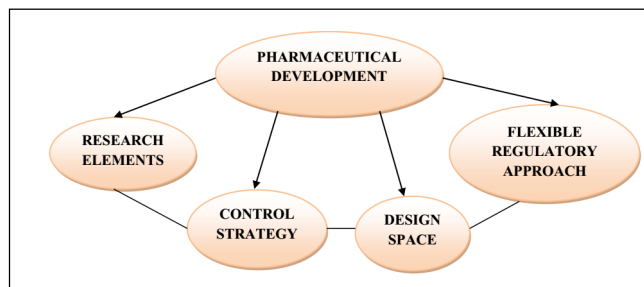 PHARMACEUTICAL
DEVELOPMENT
RESEARCH
ELEMENTS
CONTROL
STRATEGY
DESIGN
SPACE
FLEXIBLE
REGULATORY
APPROACH